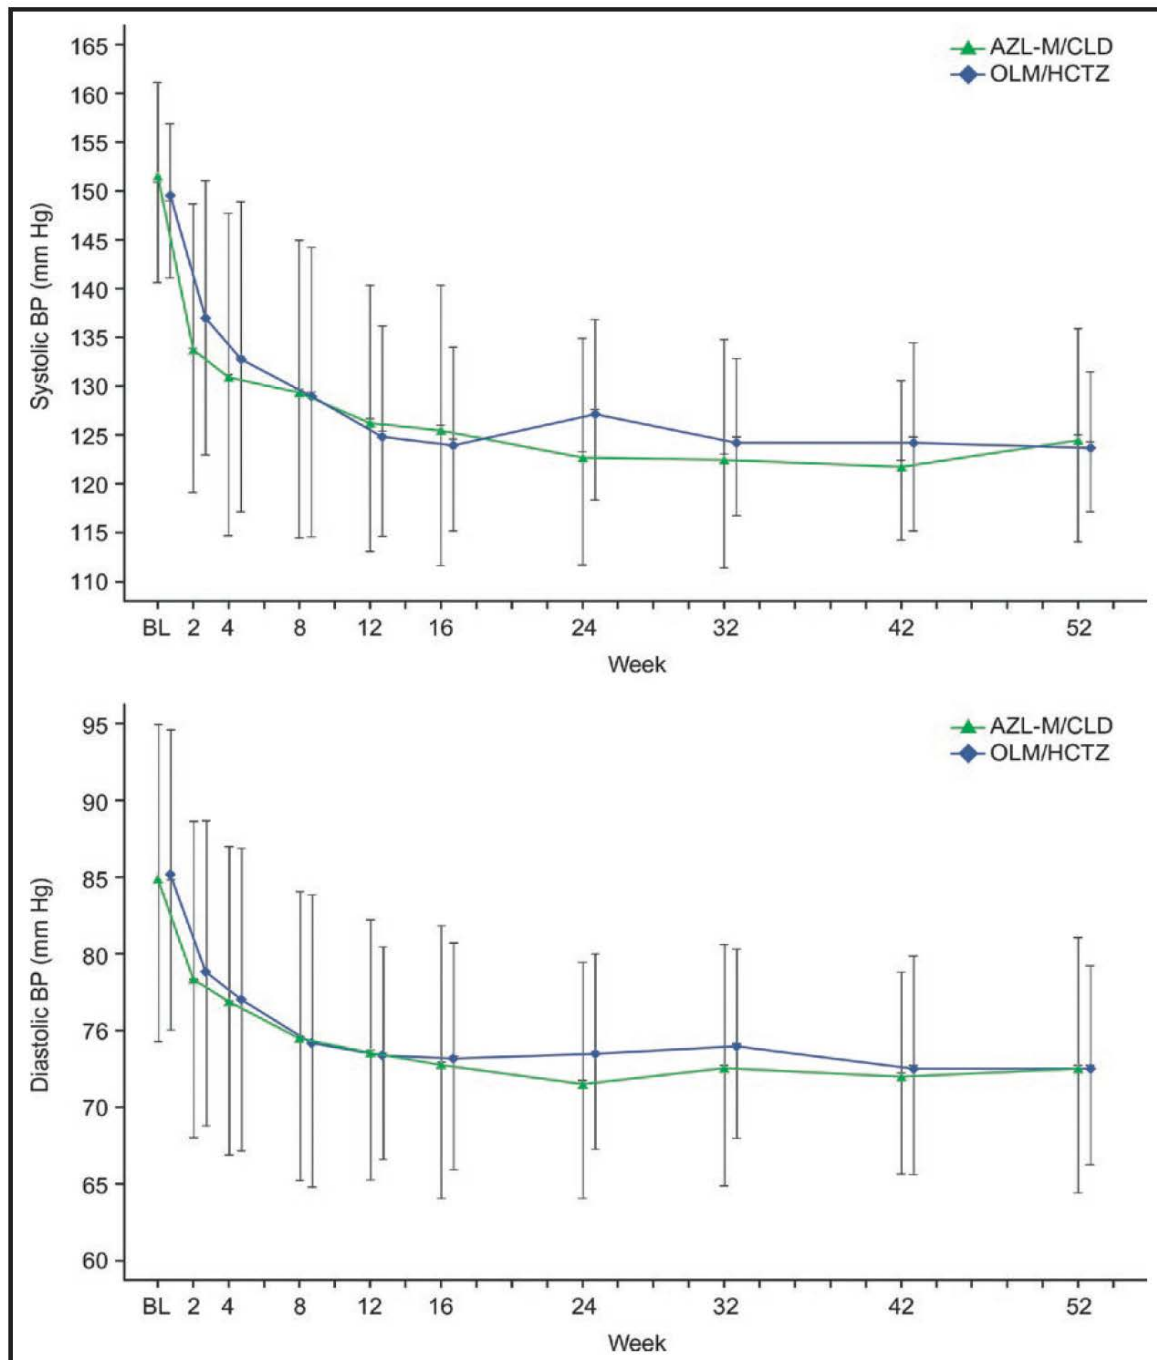 165
AZL-M/CLD
OLM/HCTZ
160
155
150
145
140
135
130
125
120
115
110
Systolic BP (mm Hg)
BL 2 4 8 12 16 24 32 42 52
Week
95
AZL-M/CLD
OLM/HCTZ
90
85
80
76
70
65
60
Diastolic BP (mm Hg)
BL 2 4 8 12 16 24 32 42 52
Week